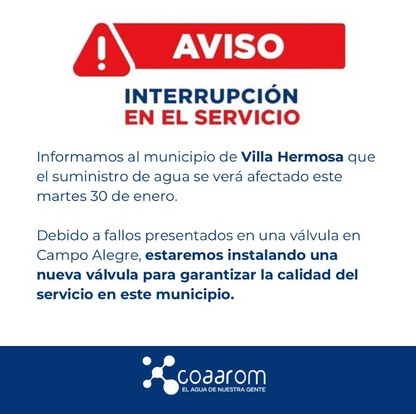 AVISO
INTERRUPCIÓN
EN EL SERVICIO
Informamos al municipio de Villa Hermosa que
el suministro de agua se verá afectado este
martes 30 de enero.
Debido a fallos presentados en una válvula en
Campo Alegre, estaremos instalando una
nueva válvula para garantizar la calidad del
servicio en este municipio.
coaarom
EL AGUA DE NUESTRA GENTE